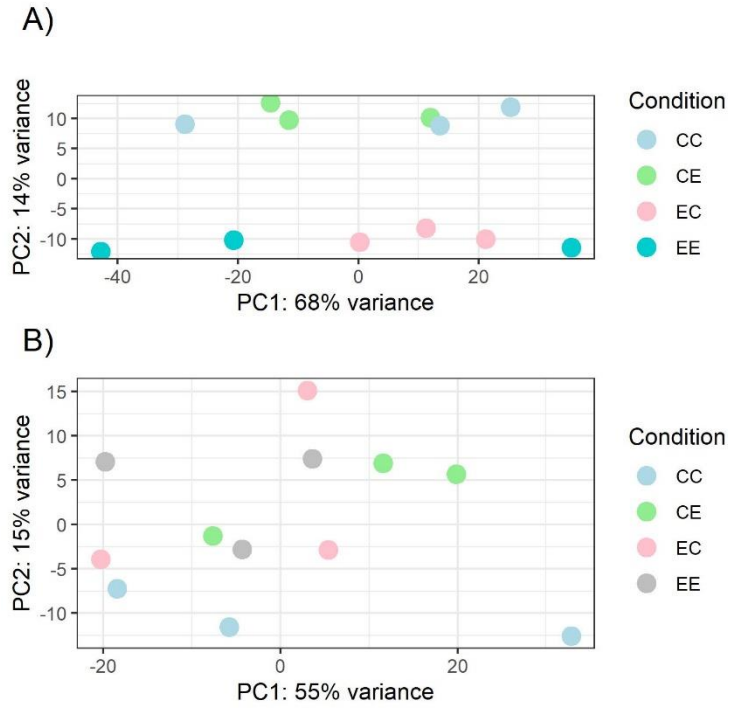 A)
10
5
0
-5
-10
PC2: 14% variance
-40 -20 0 20
PC1: 68% variance
Condition
CC
CE
EC
EE
B)
15
10
5
0
-5
-10
PC2: 15% variance
-20 0 20
PC1: 55% variance
Condition
CC
CE
EC
EE